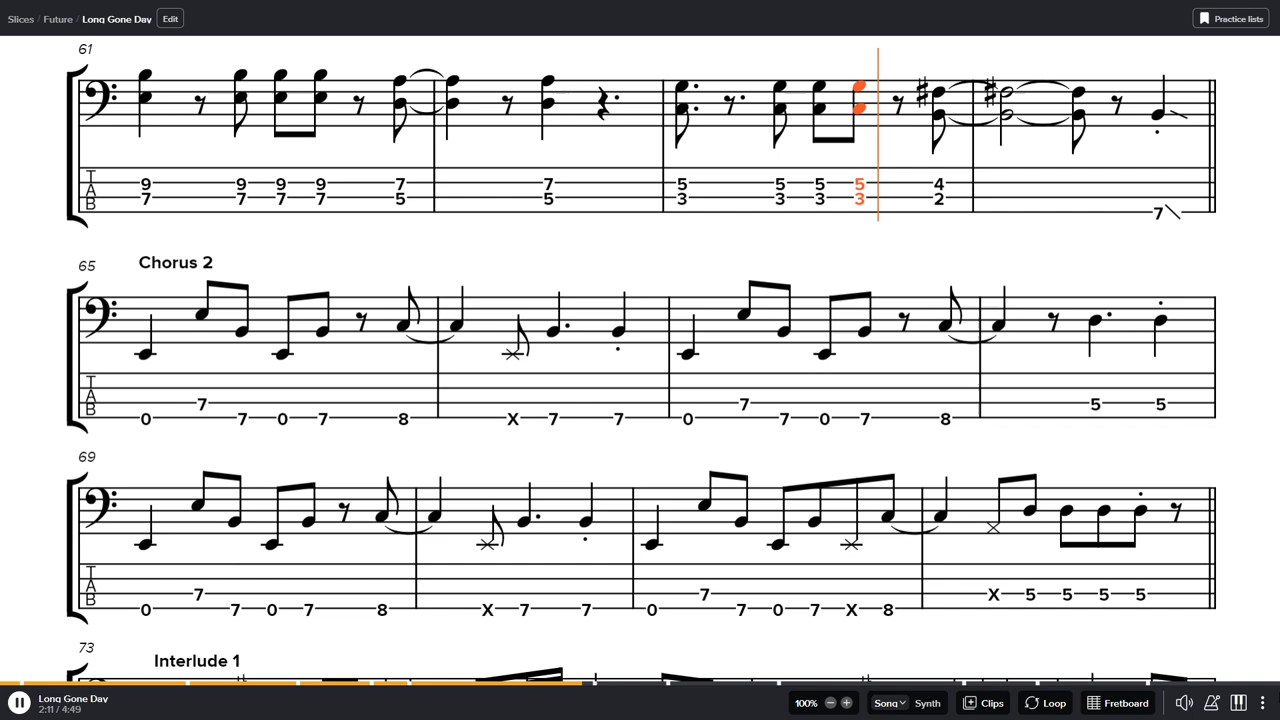 Slices / Future / Long Gone Day Edit Practice lists
61
T 9 9 9 9 7 7 5 5 5 5 4
A 7 7 7 7 5 5 3 3 3 3 2
B 7
65 Chorus 2
T
A 7 7 5 5
B 0 7 0 7 8 X 7 7 0 7 0 7 8
69
T
A 7 7 X 5 5 5 5
B 0 7 0 7 8 X 7 7 0 7 0 7 X 8
73 Interlude 1
Long Gone Day
2:11 / 4:49
100% Song Synth Clips Loop Fretboard